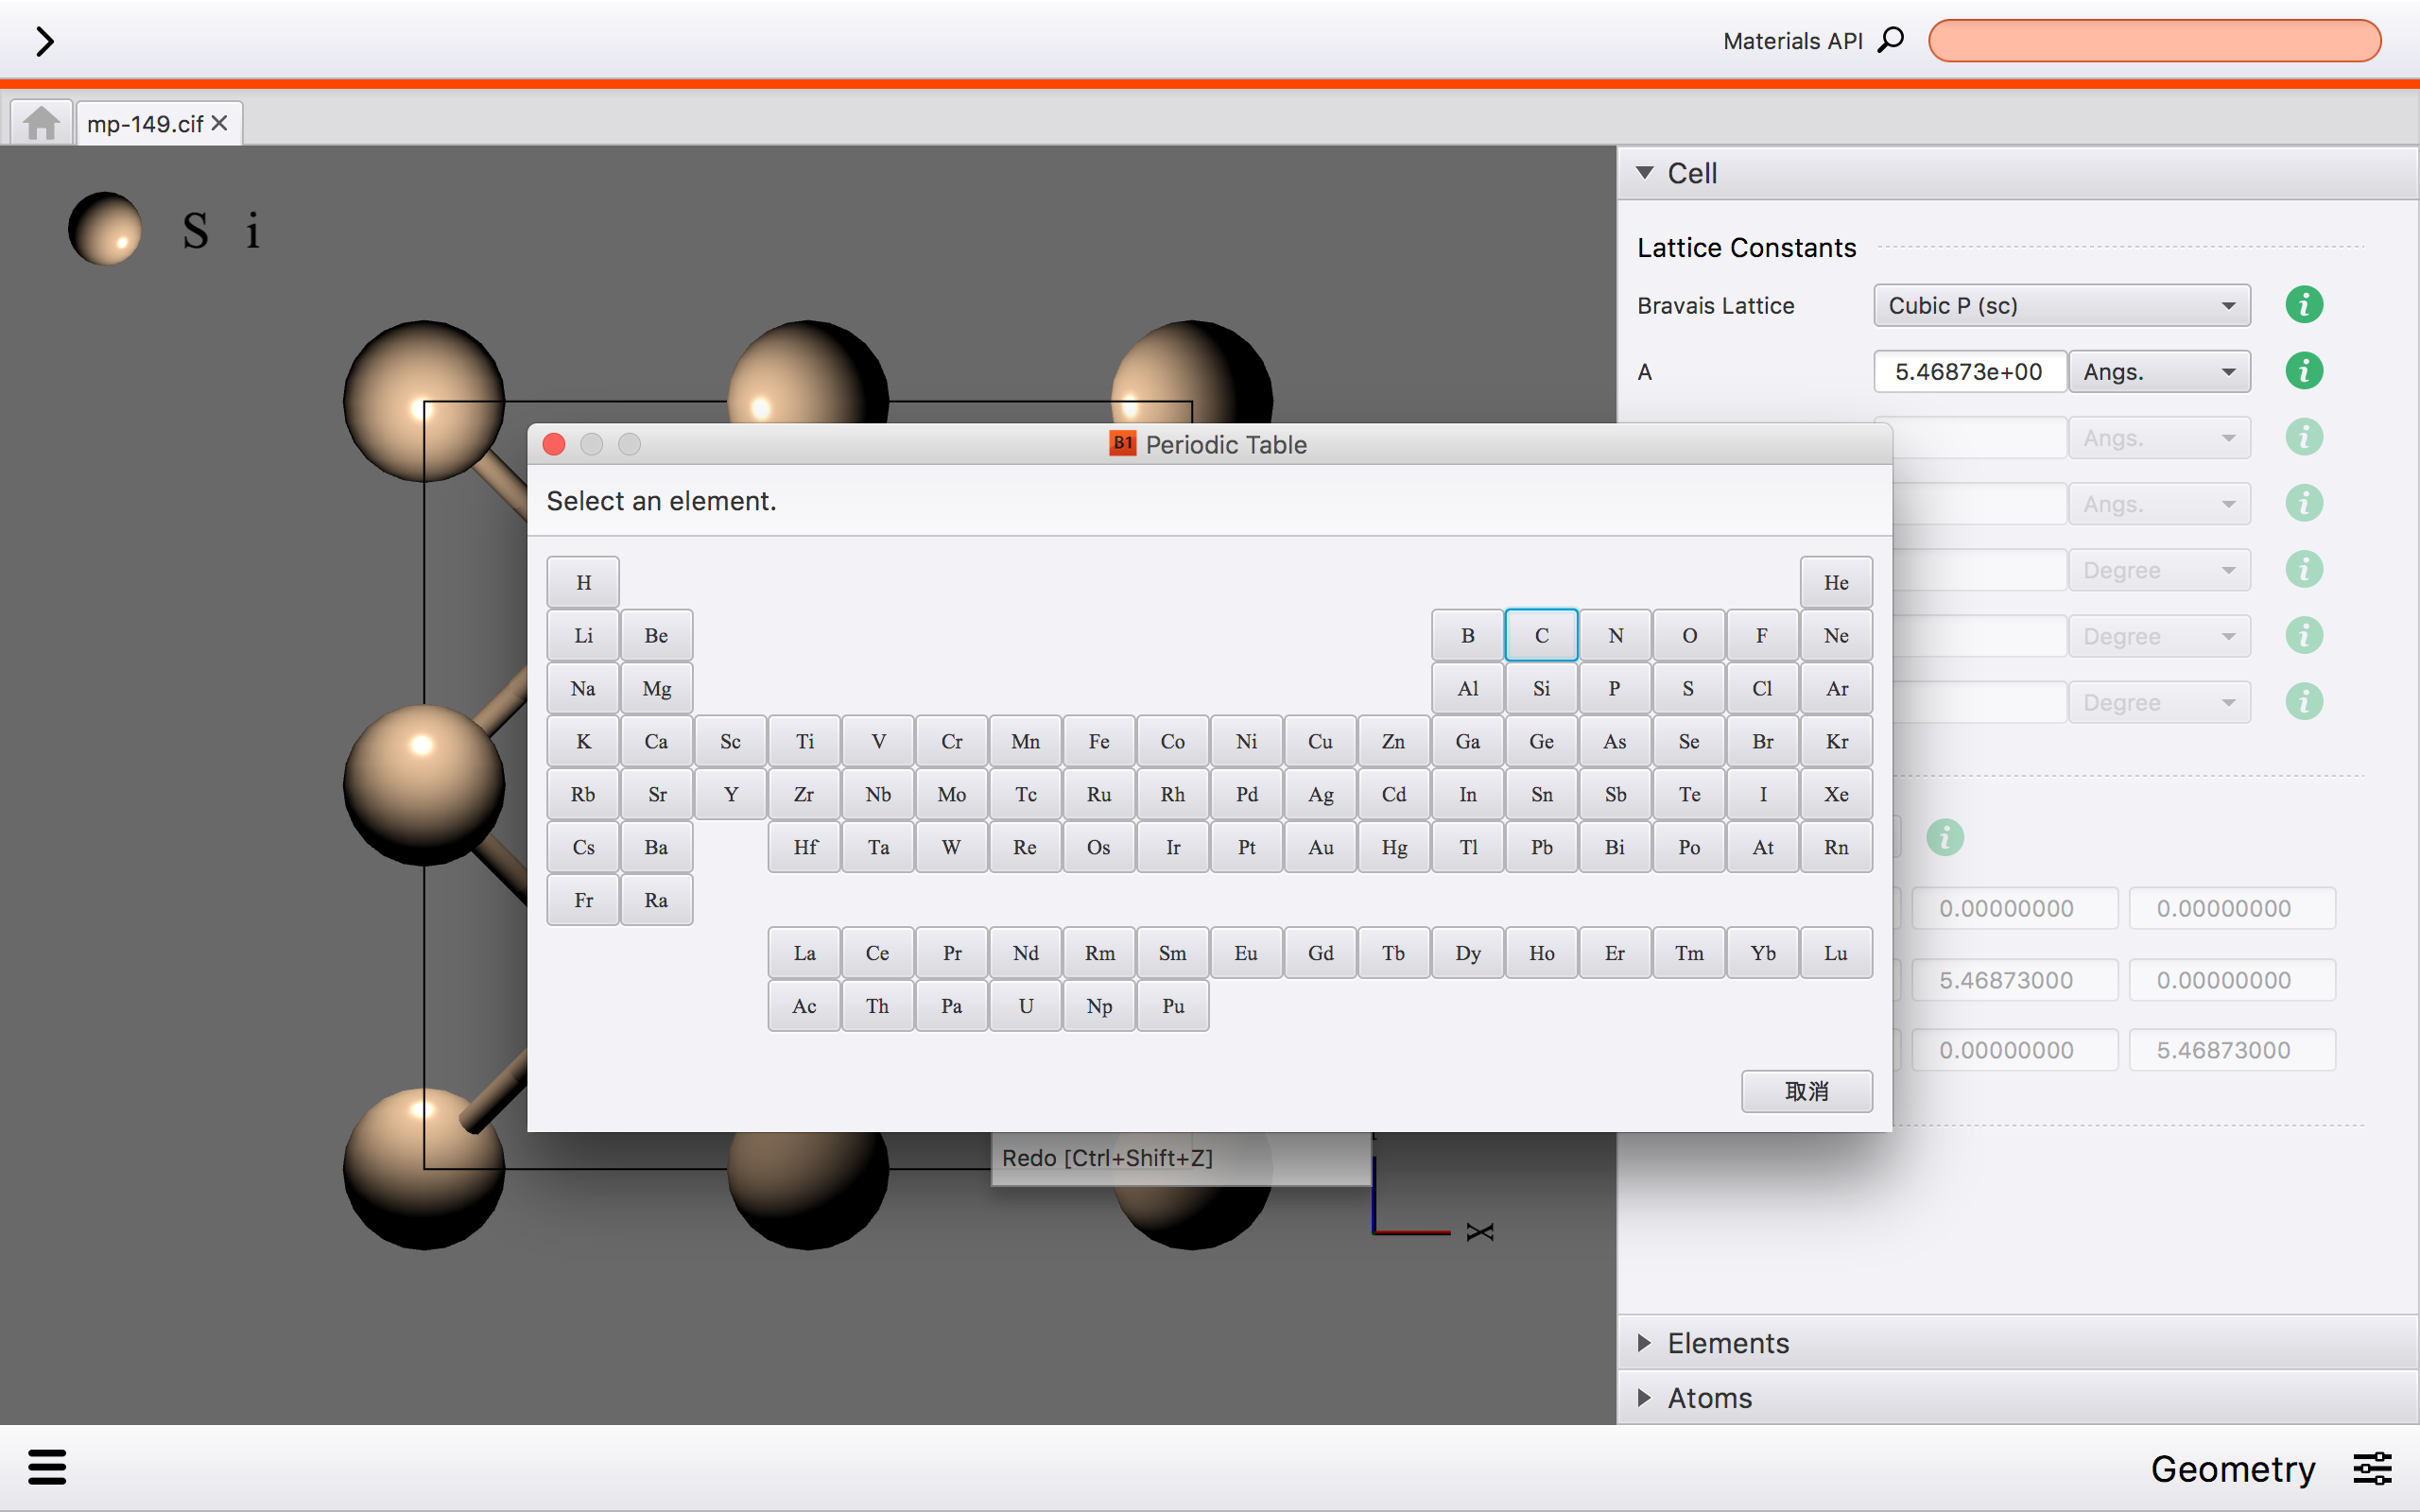 Materials API
mp-149.cif
S i
Cell
Lattice Constants
Bravais Lattice Cubic P (sc)
A 5.46873e+00 Angs.
Angs.
Angs.
Degree
Degree
Degree
B1 Periodic Table
Select an element.
H He
Li Be B C N O F Ne
Na Mg Al Si P S Cl Ar
K Ca Sc Ti V Cr Mn Fe Co Ni Cu Zn Ga Ge As Se Br Kr
Rb Sr Y Zr Nb Mo Tc Ru Rh Pd Ag Cd In Sn Sb Te I Xe
Cs Ba Hf Ta W Re Os Ir Pt Au Hg Tl Pb Bi Po At Rn
Fr Ra
La Ce Pr Nd Rm Sm Eu Gd Tb Dy Ho Er Tm Yb Lu
Ac Th Pa U Np Pu
取消
0.00000000 0.00000000
5.46873000 0.00000000
0.00000000 5.46873000
Redo [Ctrl+Shift+Z]
X
Elements
Atoms
Geometry